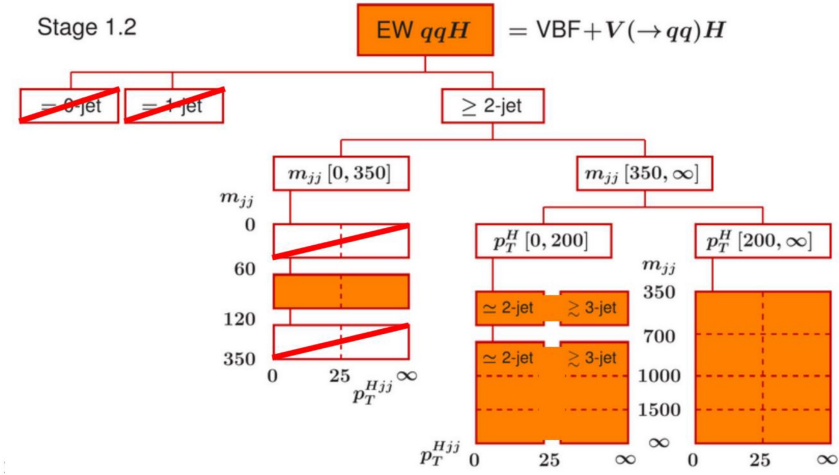 Stage 1.2
EW qqH = VBF+V(→qq)H
= 0-jet
= 1-jet
≥ 2-jet
m_jj [0, 350]
m_jj [350, ∞]
m_jj
0
60
120
350
0 25 ∞
p_T^Hjj
p_T^H [0, 200]
p_T^H [200, ∞]
≃ 2-jet ≳ 3-jet
≃ 2-jet ≳ 3-jet
m_jj
350
700
1000
1500
∞
p_T^Hjj 0 25 ∞
0 25 ∞